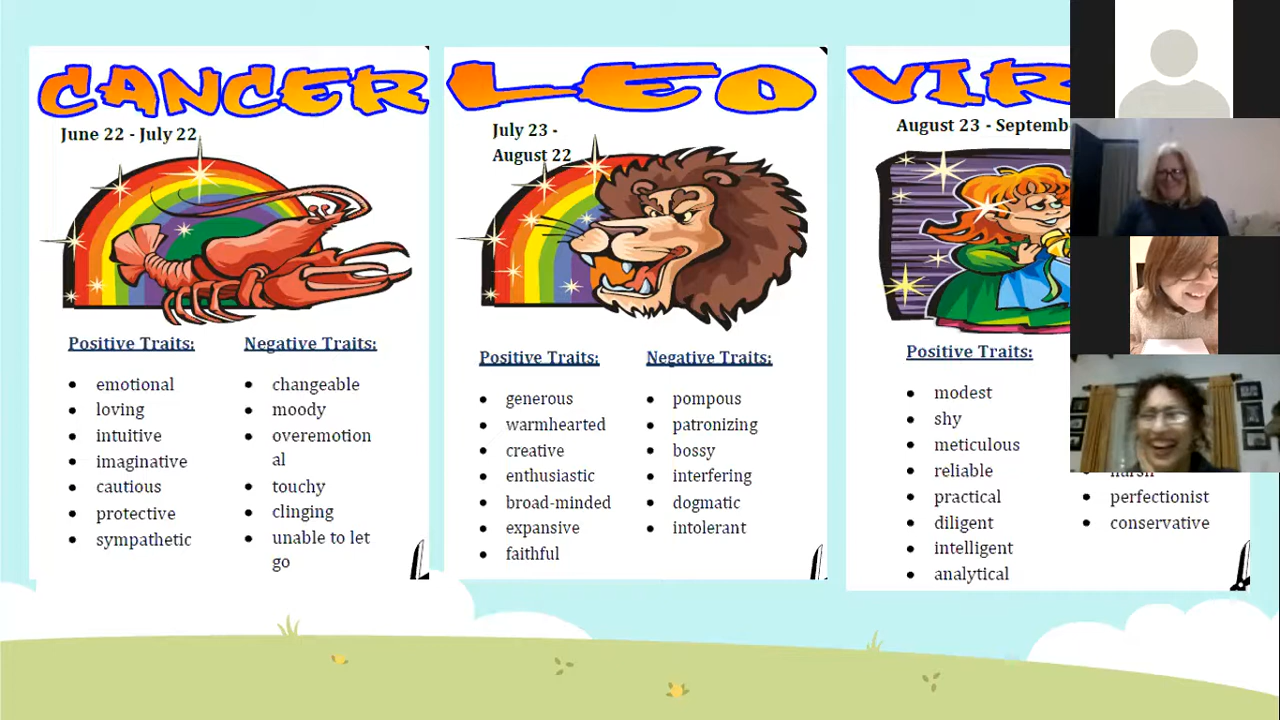 CANCER
June 22 - July 22
Positive Traits:
emotional
loving
intuitive
imaginative
cautious
protective
sympathetic
Negative Traits:
changeable
moody
overemotion
al
touchy
clinging
unable to let
go
LEO
July 23 -
August 22
Positive Traits:
generous
warmhearted
creative
enthusiastic
broad-minded
expansive
faithful
Negative Traits:
pompous
patronizing
bossy
interfering
dogmatic
intolerant
VIR
August 23 - Septemb
Positive Traits:
modest
shy
meticulous
reliable
practical
diligent
intelligent
analytical
harsh
perfectionist
conservative